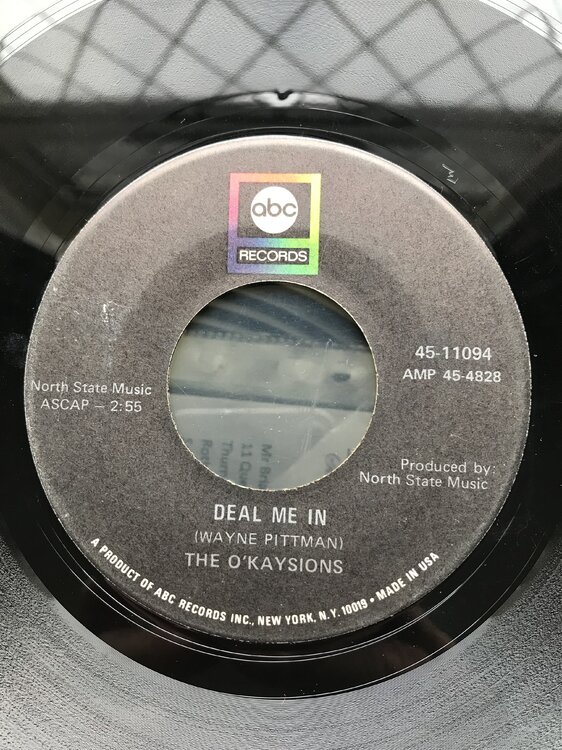 abc
RECORDS
45-11094
AMP 45-4828
North State Music
ASCAP – 2:55
Produced by:
North State Music
DEAL ME IN
(WAYNE PITTMAN)
THE O'KAYSIONS
A PRODUCT OF ABC RECORDS INC., NEW YORK, N.Y. 10019 • MADE IN USA